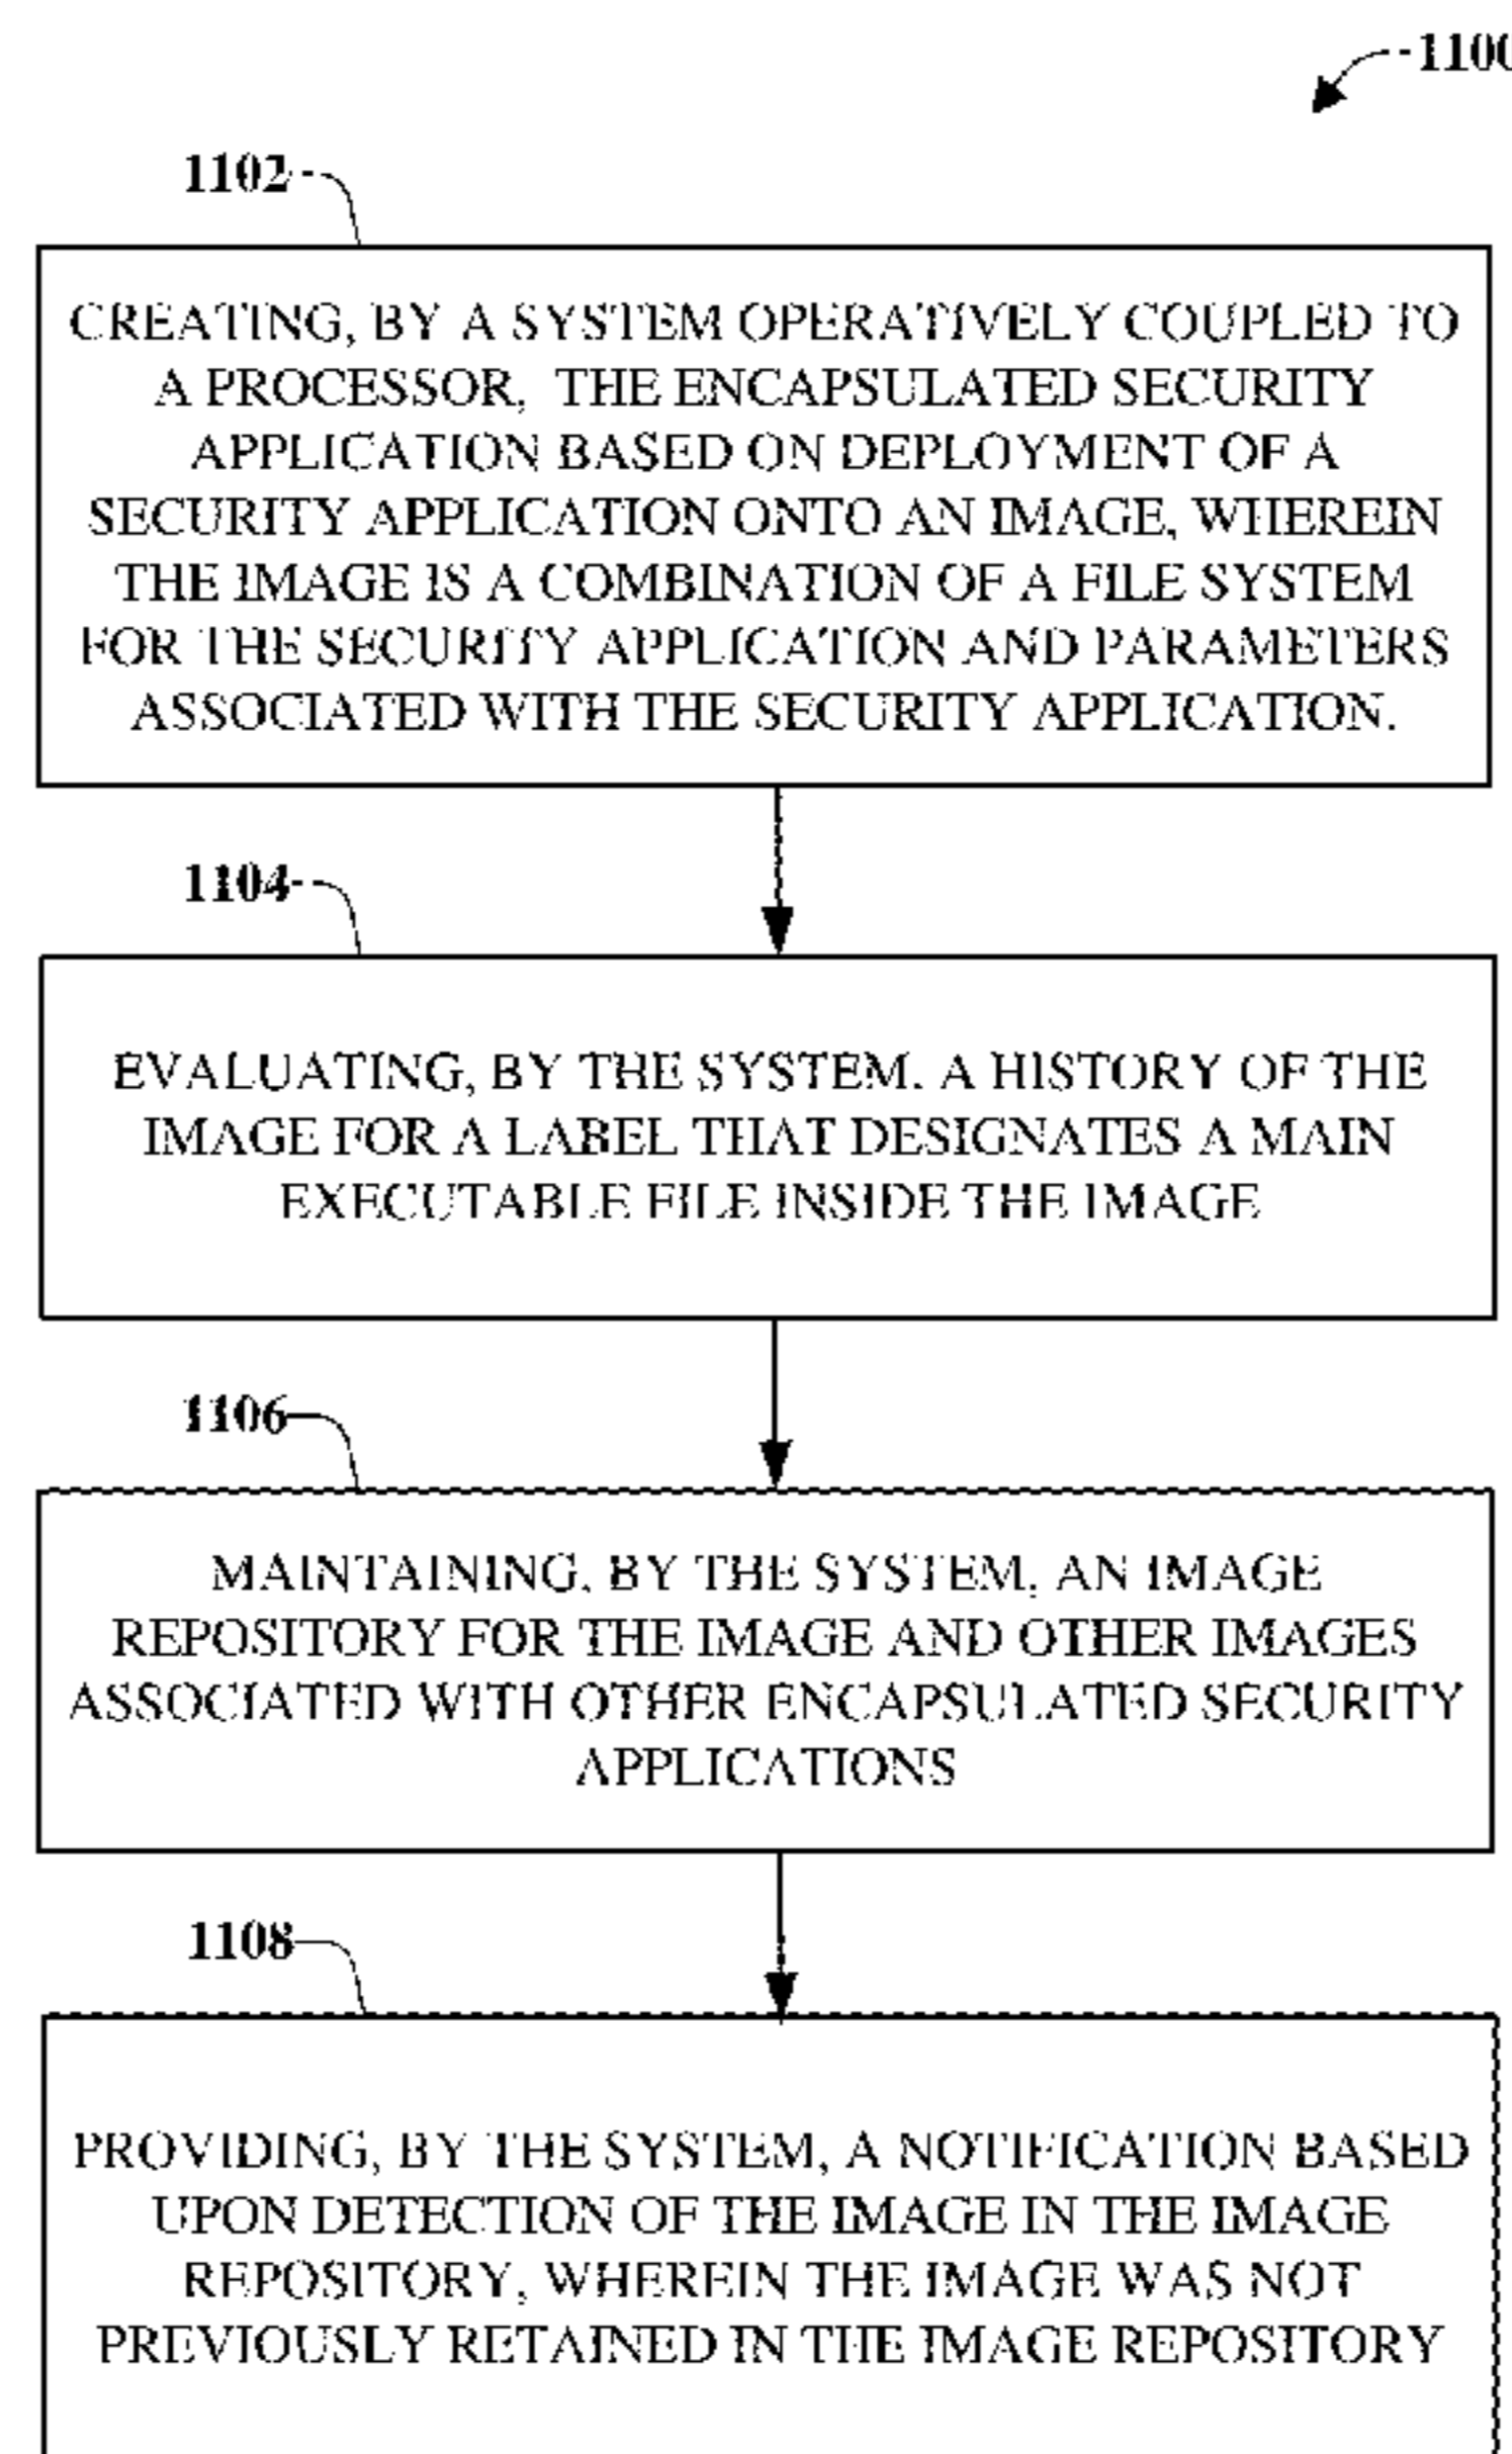 1100
1102
CREATING, BY A SYSTEM OPERATIVELY COUPLED TO
A PROCESSOR, THE ENCAPSULATED SECURITY
APPLICATION BASED ON DEPLOYMENT OF A
SECURITY APPLICATION ONTO AN IMAGE, WHEREIN
THE IMAGE IS A COMBINATION OF A FILE SYSTEM
FOR THE SECURITY APPLICATION AND PARAMETERS
ASSOCIATED WITH THE SECURITY APPLICATION.
1104
EVALUATING, BY THE SYSTEM, A HISTORY OF THE
IMAGE FOR A LABEL THAT DESIGNATES A MAIN
EXECUTABLE FILE INSIDE THE IMAGE
1106
MAINTAINING, BY THE SYSTEM, AN IMAGE
REPOSITORY FOR THE IMAGE AND OTHER IMAGES
ASSOCIATED WITH OTHER ENCAPSULATED SECURITY
APPLICATIONS
1108
PROVIDING, BY THE SYSTEM, A NOTIFICATION BASED
UPON DETECTION OF THE IMAGE IN THE IMAGE
REPOSITORY, WHEREIN THE IMAGE WAS NOT
PREVIOUSLY RETAINED IN THE IMAGE REPOSITORY